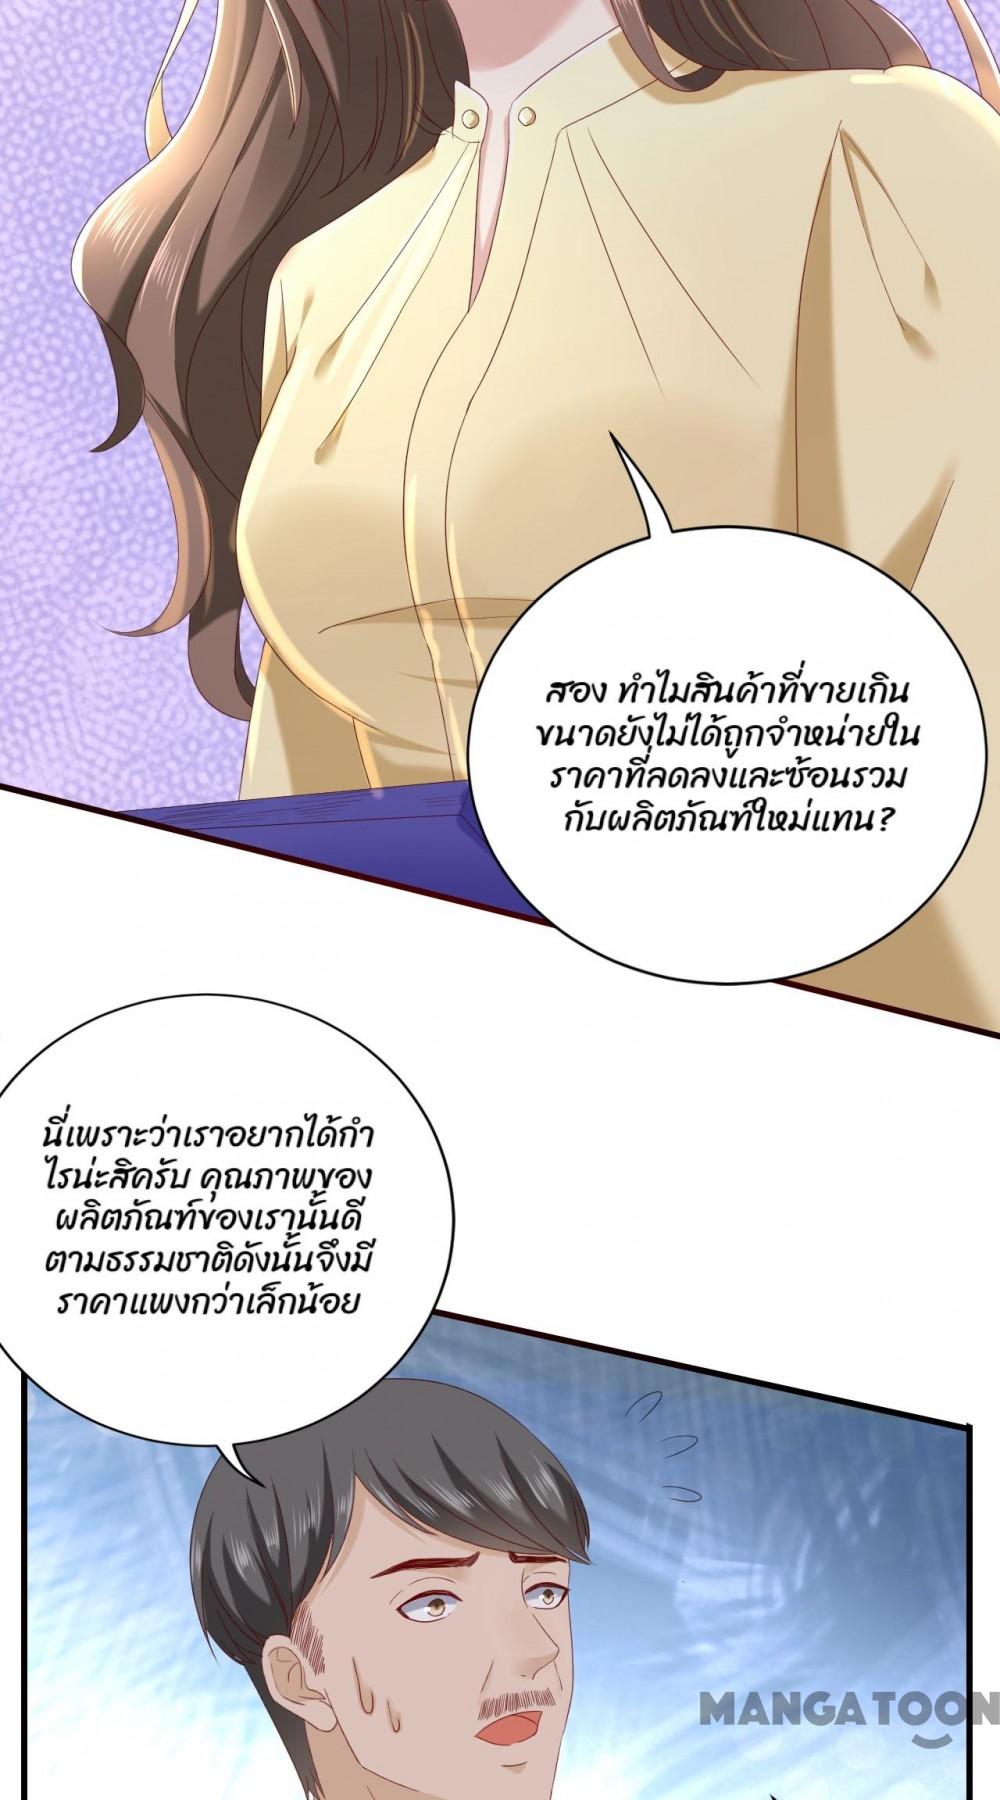 สอง ทำไมสินค้าที่ขายเกิน
ขนาดยังไม่ได้ถูกจำหน่ายใน
ราคาที่ลดลงและซ้อนรวม
กับผลิตภัณฑ์ใหม่แทน?
นี่เพราะว่าเราอยากได้กำ
ไรน่ะสิครับ คุณภาพของ
ผลิตภัณฑ์ของเรานั้นดี
ตามธรรมชาติดังนั้นจึงมี
ราคาแพงกว่าเล็กน้อย
MANGATOON